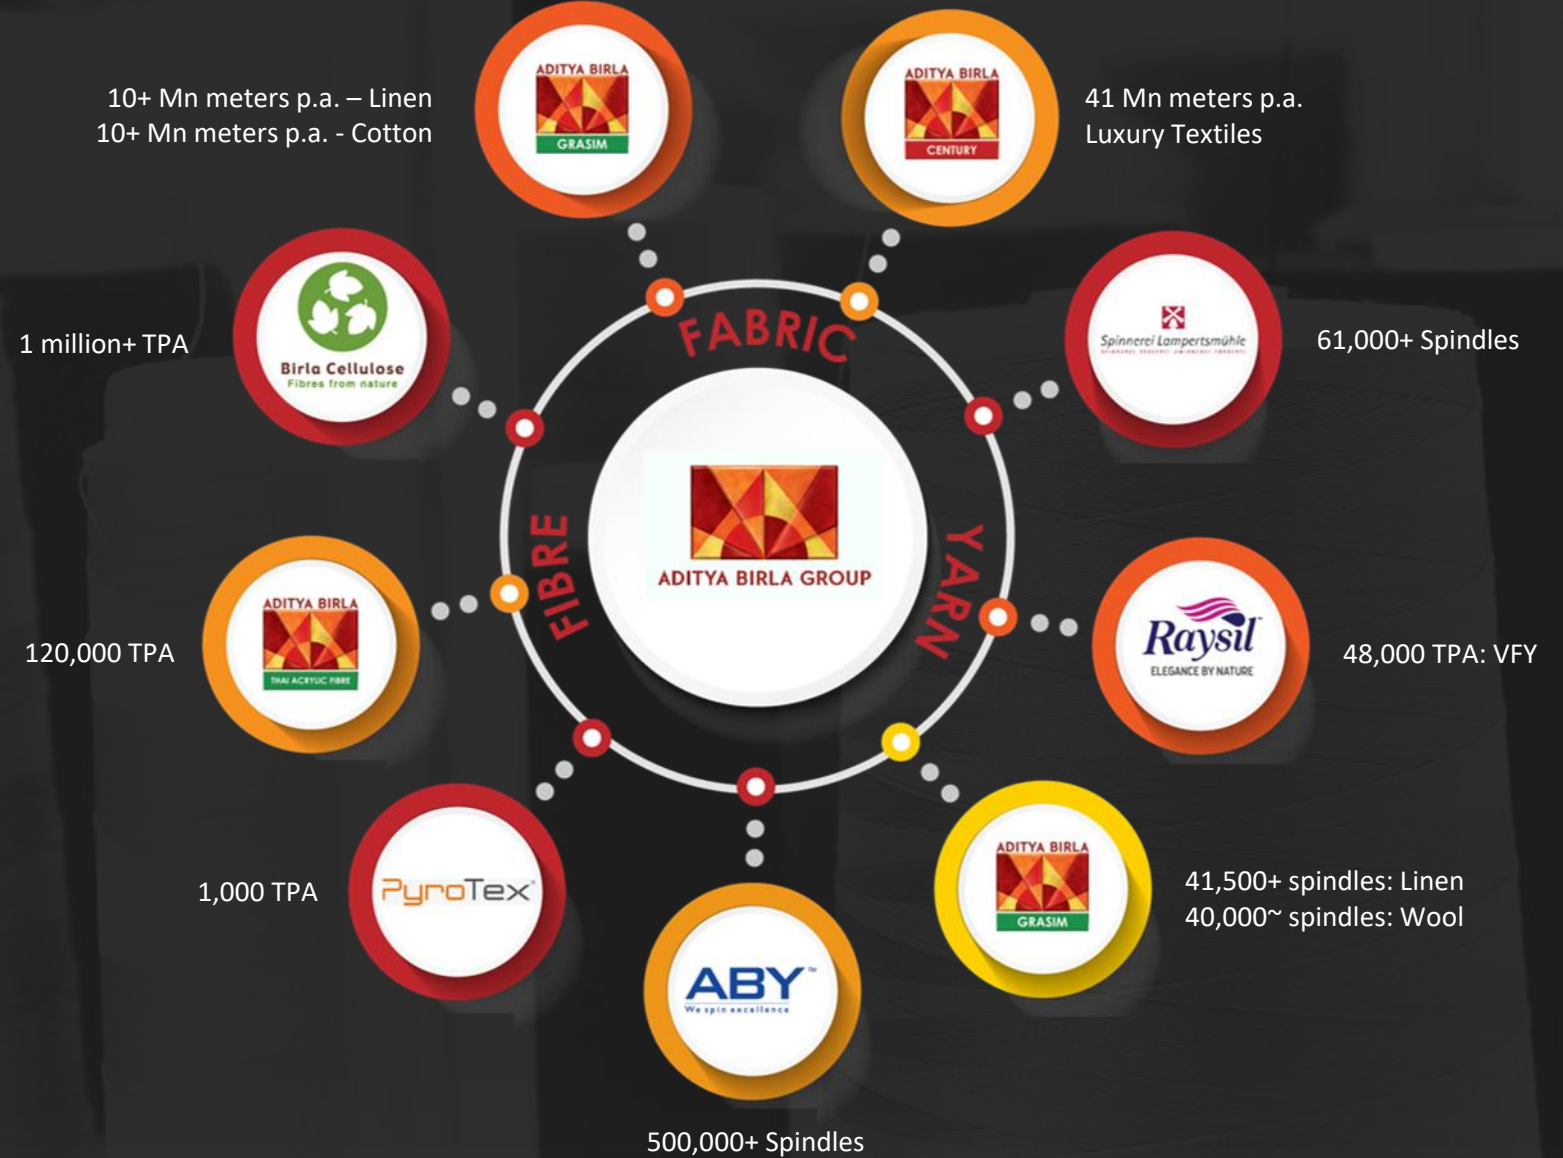 10+ Mn meters p.a. – Linen
10+ Mn meters p.a. - Cotton
ADITYA BIRLA
GRASIM
ADITYA BIRLA
CENTURY
41 Mn meters p.a.
Luxury Textiles
1 million+ TPA
Birla Cellulose
Fibres from nature
FABRIC
Spinnerei Lampertsmühle
61,000+ Spindles
ADITYA BIRLA GROUP
FIBRE
YARN
120,000 TPA
ADITYA BIRLA
THAI ACRYLIC FIBRE
Raysil
ELEGANCE BY NATURE
48,000 TPA: VFY
1,000 TPA
PyroTex®
ABY™
We spin excellence
500,000+ Spindles
ADITYA BIRLA
GRASIM
41,500+ spindles: Linen
40,000~ spindles: Wool